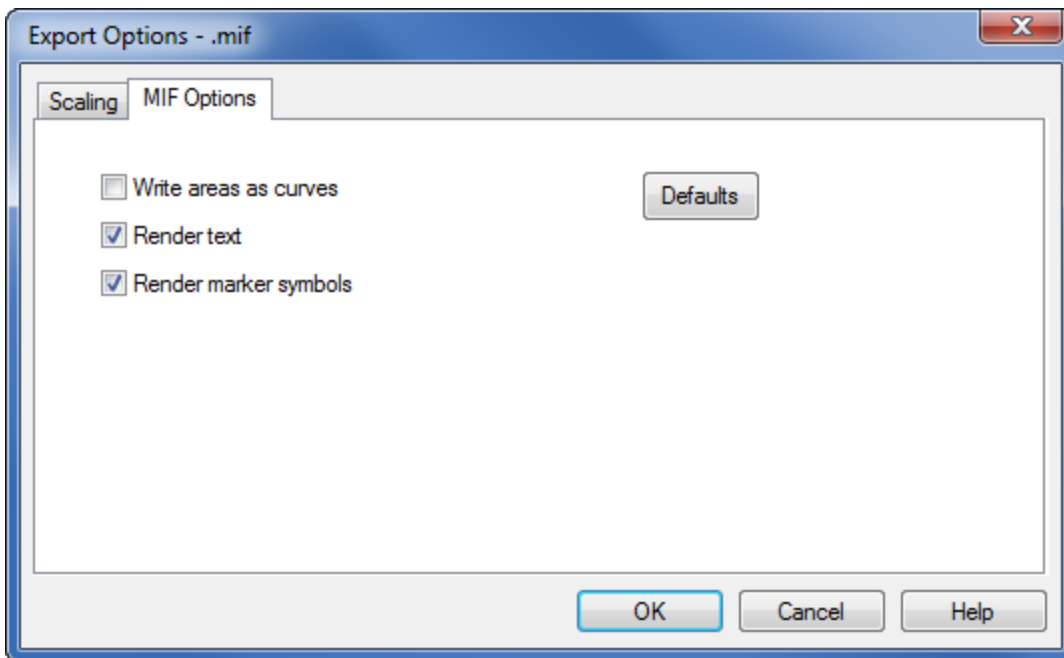 Export Options - .mif
Scaling MIF Options
Write areas as curves
Defaults
Render text
Render marker symbols
OK Cancel Help